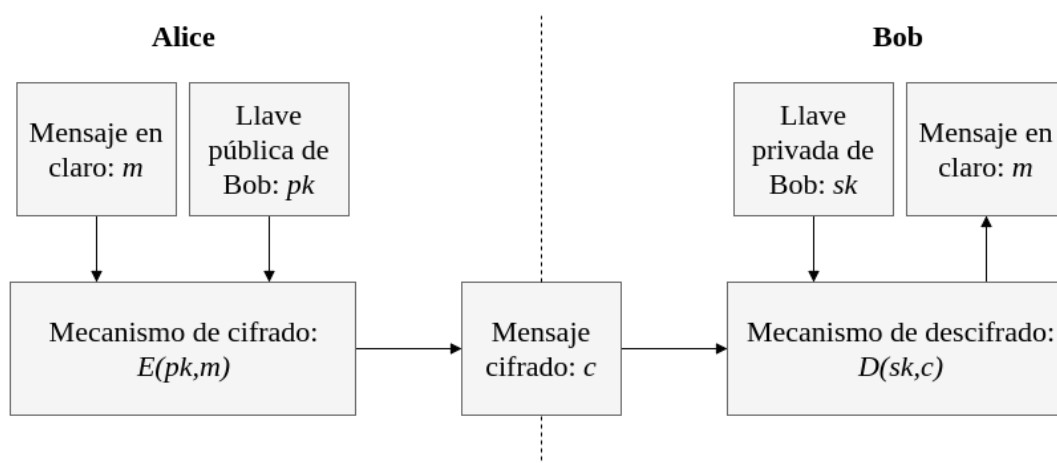 Alice
Bob
Mensaje en
claro: m
Llave
pública de
Bob: pk
Llave
privada de
Bob: sk
Mensaje en
claro: m
Mecanismo de cifrado:
E(pk,m)
Mensaje
cifrado: c
Mecanismo de descifrado:
D(sk,c)